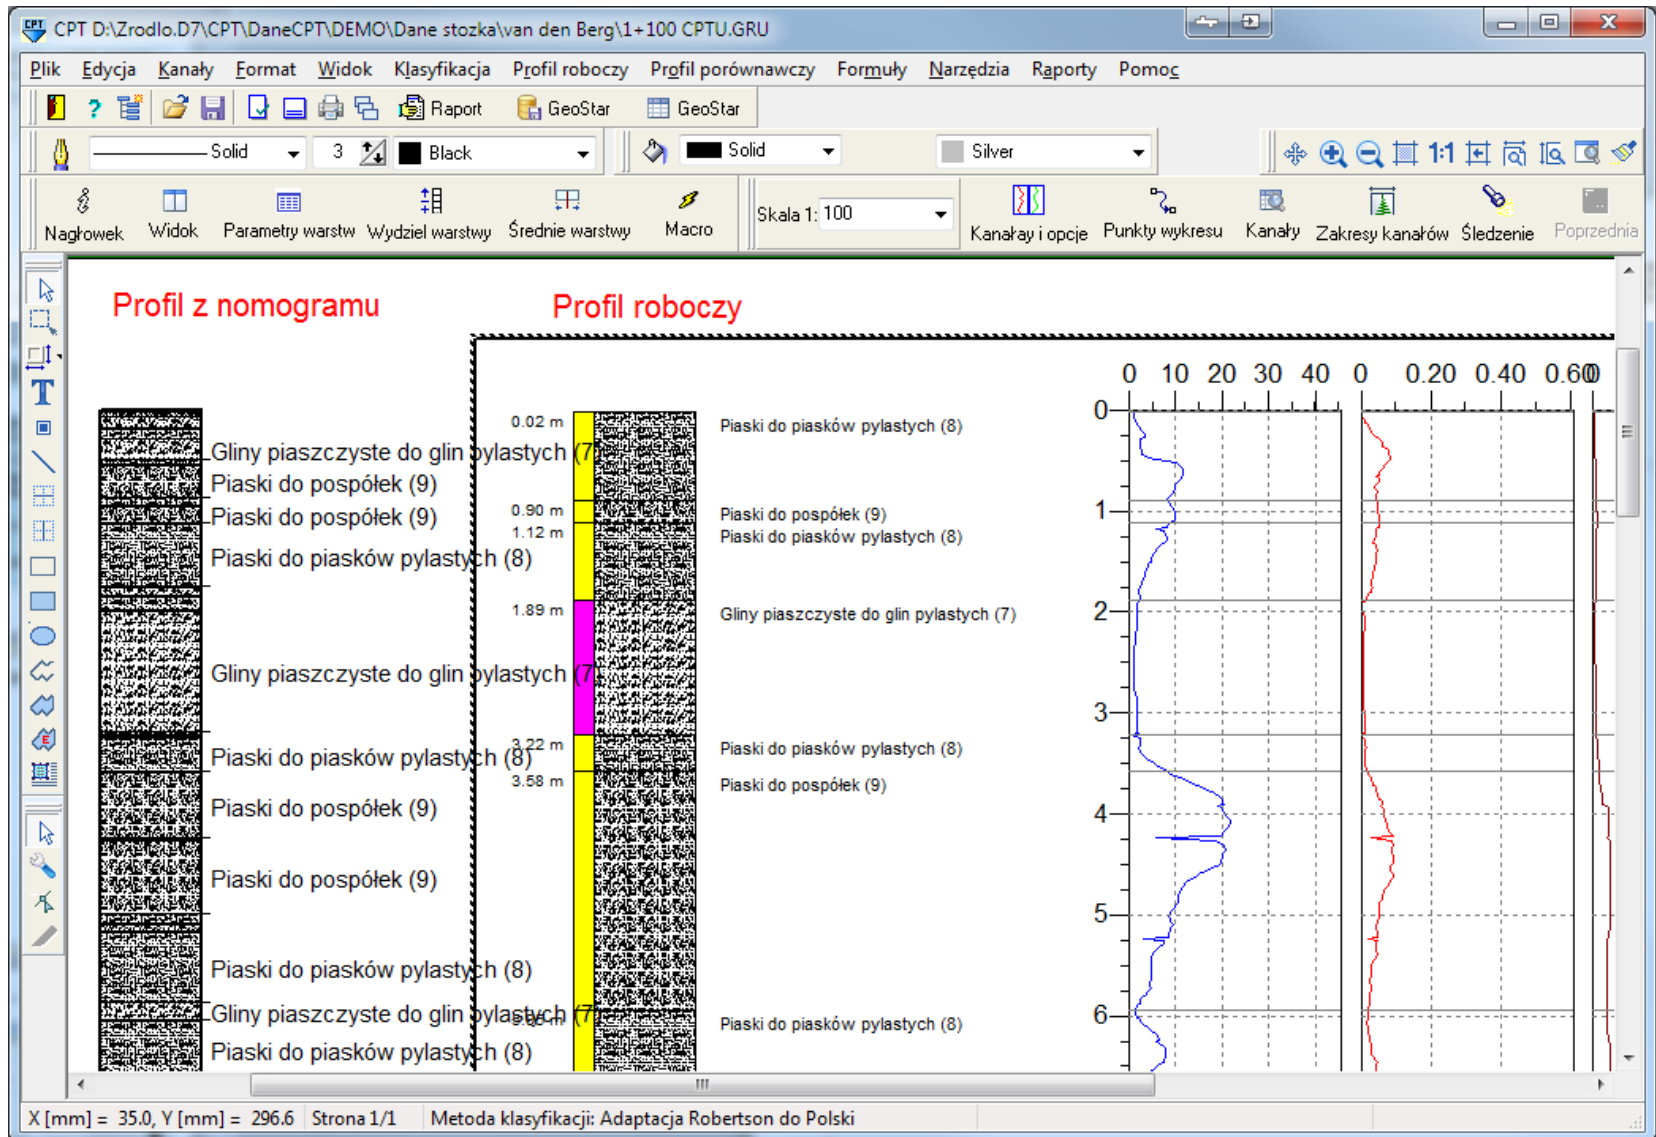 CPT D:\Zrodlo.D7\CPT\DaneCPT\DEMO\Dane stozka\van den Berg\1+100 CPTU.GRU
Plik Edycja Kanały Format Widok Klasyfikacja Profil roboczy Profil porównawczy Formuły Narzędzia Raporty Pomoc
Raport GeoStar GeoStar
Solid 3 Black Solid Silver 1:1
Nagłowek Widok Parametry warstw Wydziel warstwy Średnie warstwy Macro Skala 1: 100 Kanałay i opcje Punkty wykresu Kanały Zakresy kanałów Śledzenie Poprzednia
Profil z nomogramu Profil roboczy
0 10 20 30 40 0 0.20 0.40 0.60
0
0.02 m Piaski do piasków pylastych (8)
Gliny piaszczyste do glin pylastych (7)
Piaski do pospółek (9)
0.90 m Piaski do pospółek (9)
1
Piaski do pospółek (9)
1.12 m Piaski do piasków pylastych (8)
Piaski do piasków pylastych (8)
1.89 m Gliny piaszczyste do glin pylastych (7)
2
Gliny piaszczyste do glin pylastych (7)
3
3.22 m Piaski do piasków pylastych (8)
Piaski do piasków pylastych (8)
3.58 m Piaski do pospółek (9)
Piaski do pospółek (9)
4
Piaski do pospółek (9)
5
Piaski do piasków pylastych (8)
Gliny piaszczyste do glin pylastych (7)
6
Piaski do piasków pylastych (8)
Piaski do piasków pylastych (8)
X [mm] = 35.0, Y [mm] = 296.6 Strona 1/1 Metoda klasyfikacji: Adaptacja Robertson do Polski